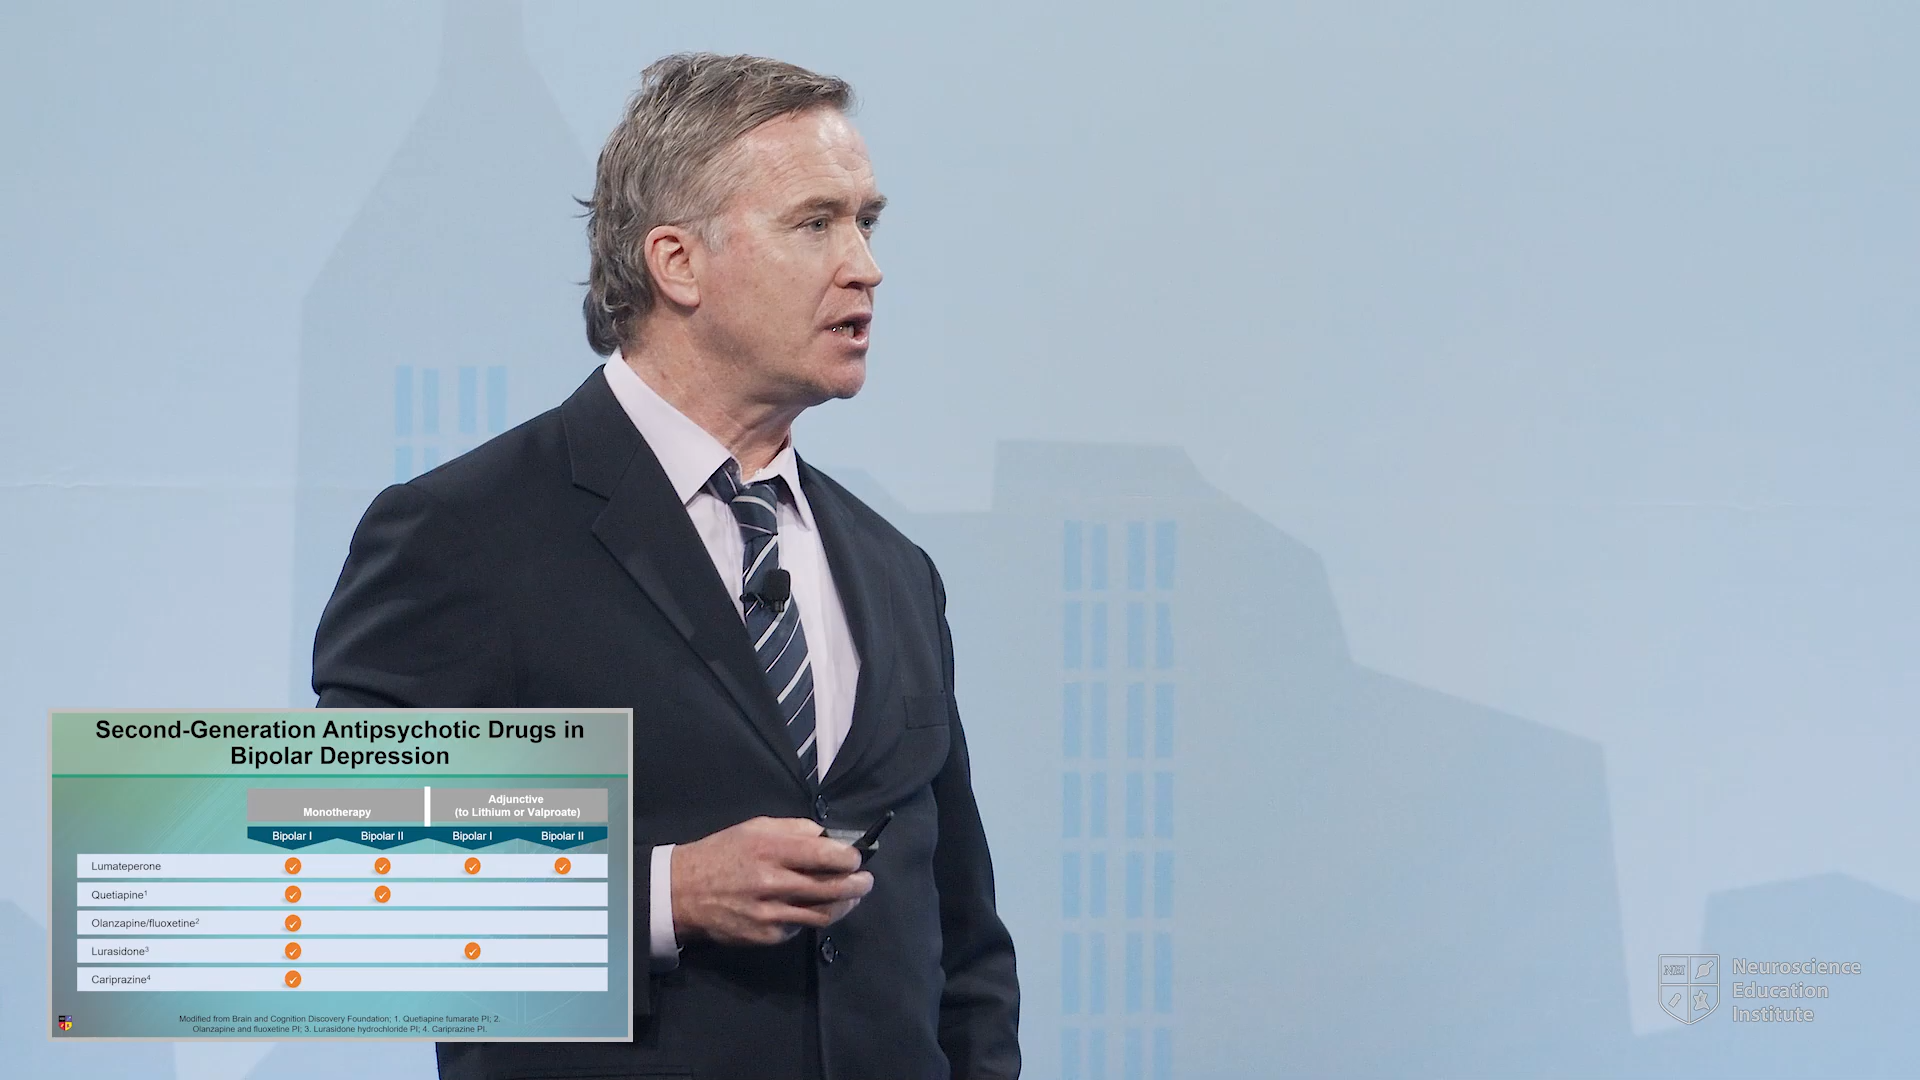 Second-Generation Antipsychotic Drugs in
Bipolar Depression
Monotherapy
Adjunctive
(to Lithium or Valproate)
Bipolar I Bipolar II Bipolar I Bipolar II
Lumateperone ✓ ✓ ✓ ✓
Quetiapine¹ ✓ ✓
Olanzapine/fluoxetine² ✓
Lurasidone³ ✓ ✓
Cariprazine⁴ ✓
Modified from Brain and Cognition Discovery Foundation; 1. Quetiapine fumarate PI; 2.
Olanzapine and fluoxetine PI; 3. Lurasidone hydrochloride PI; 4. Cariprazine PI.
NEI
Neuroscience
Education
Institute